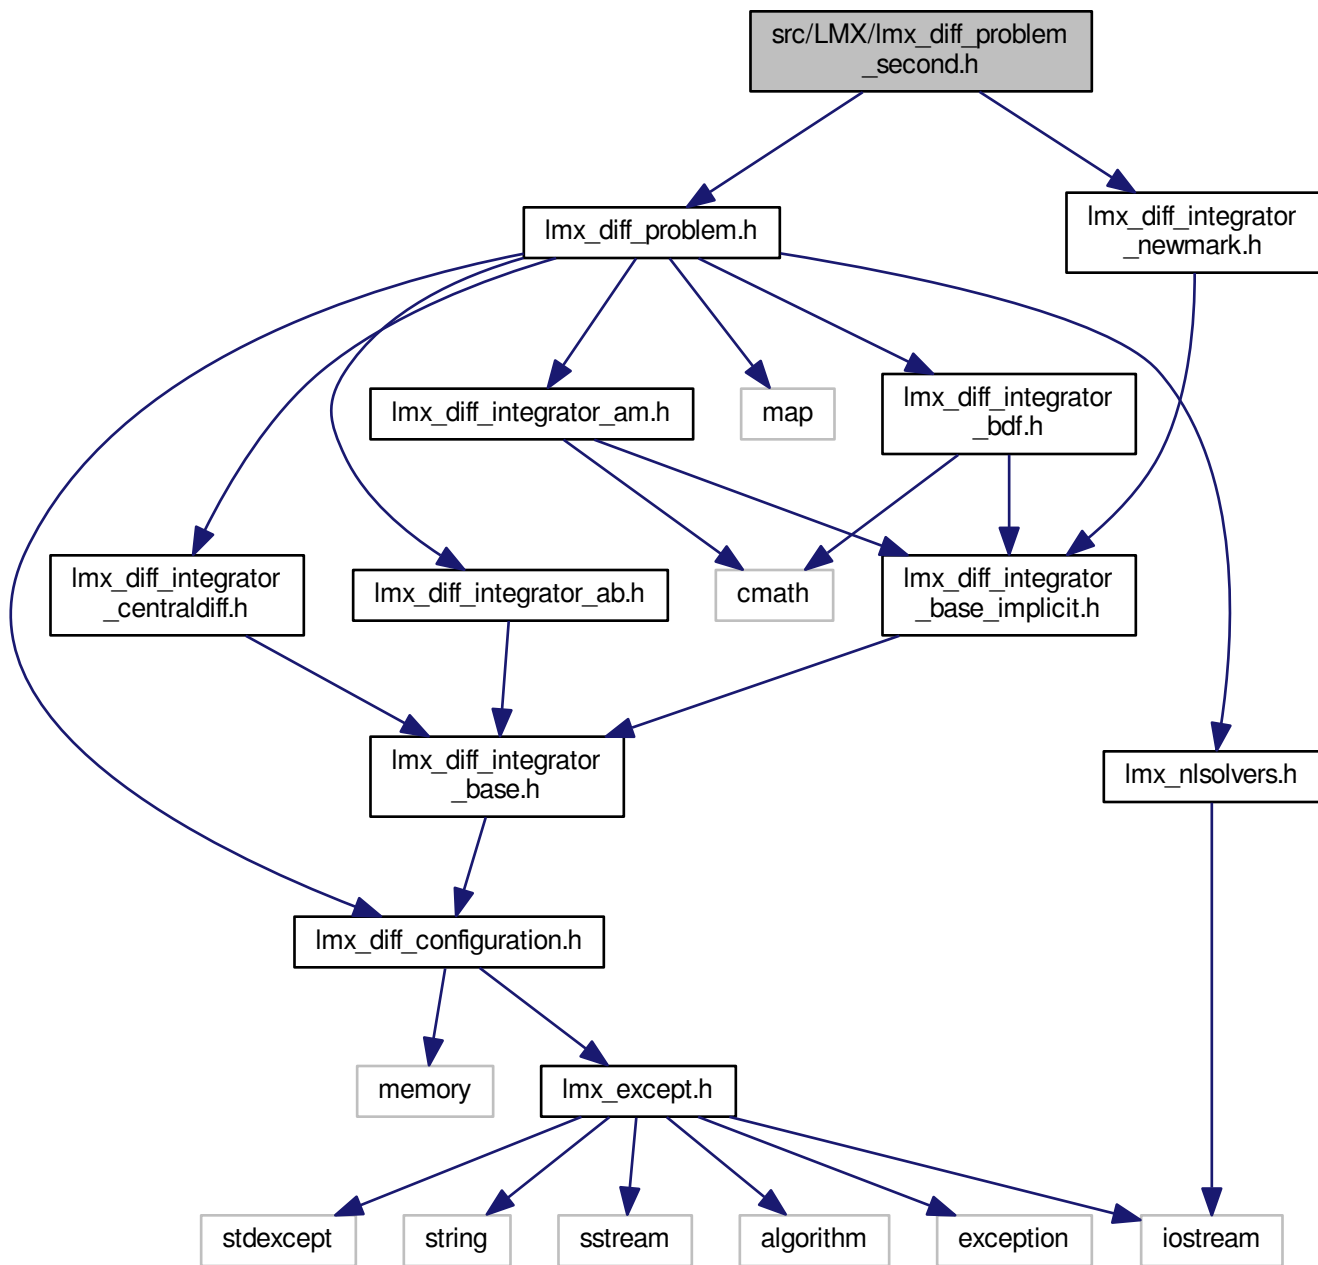 src/LMX/lmx_diff_problem
_second.h
lmx_diff_problem.h
lmx_diff_integrator
_newmark.h
lmx_diff_integrator_am.h
map
lmx_diff_integrator
_bdf.h
lmx_diff_integrator
_centraldiff.h
lmx_diff_integrator_ab.h
cmath
lmx_diff_integrator
_base_implicit.h
lmx_diff_integrator
_base.h
lmx_nlsolvers.h
lmx_diff_configuration.h
memory
lmx_except.h
stdexcept
string
sstream
algorithm
exception
iostream